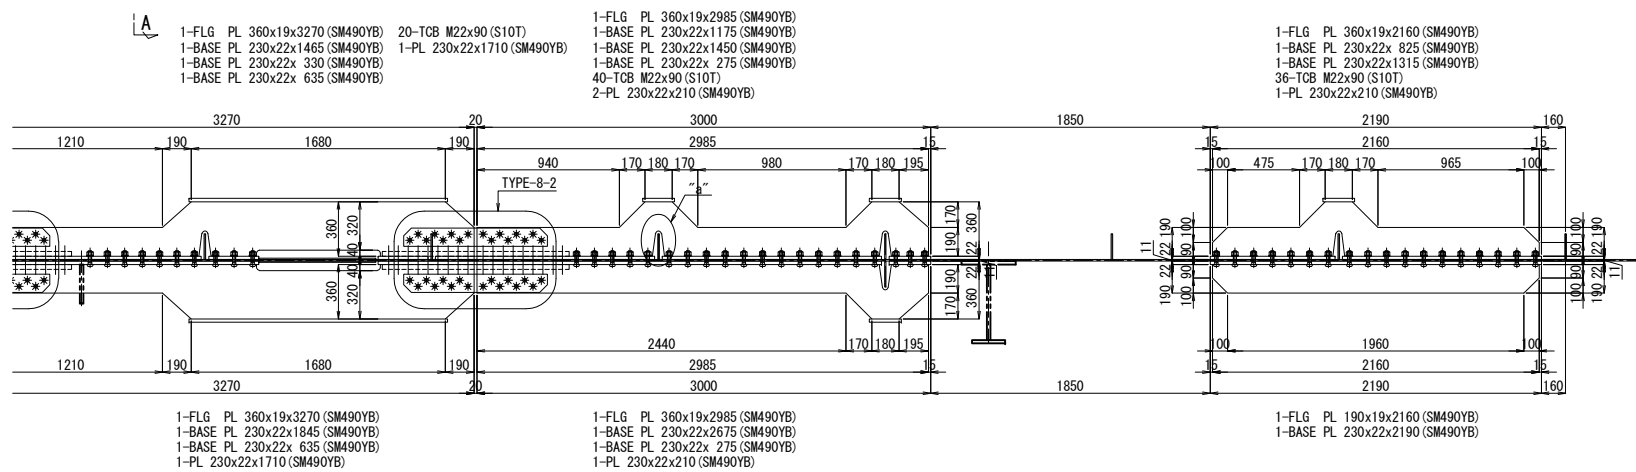 A
1-FLG PL 360x19x3270(SM490YB) 20-TCB M22x90(S10T)
1-BASE PL 230x22x1465(SM490YB) 1-PL 230x22x1710(SM490YB)
1-BASE PL 230x22x 330(SM490YB)
1-BASE PL 230x22x 635(SM490YB)
1-FLG PL 360x19x2985(SM490YB)
1-BASE PL 230x22x1175(SM490YB)
1-BASE PL 230x22x1450(SM490YB)
1-BASE PL 230x22x 275(SM490YB)
40-TCB M22x90(S10T)
2-PL 230x22x210(SM490YB)
1-FLG PL 360x19x2160(SM490YB)
1-BASE PL 230x22x 825(SM490YB)
1-BASE PL 230x22x1315(SM490YB)
36-TCB M22x90(S10T)
1-PL 230x22x210(SM490YB)
3270 20 3000 1850 2190 160
1210 190 1680 190 2985 15 15 2160 15
940 170 180 170 980 170 180 195 100 475 170 180 170 965 100
TYPE-8-2
"a"
360 320 40
40 320 360
170 190 22 360
22 190 170 360
190 100 90 22 11
22 90 100 190
100 90 22 190
90 22 100 190 11
2440 170 180 195 100 1960 100
1210 190 1680 190 2985 15 15 2160 15
3270 20 3000 1850 2190 160
1-FLG PL 360x19x3270(SM490YB)
1-BASE PL 230x22x1845(SM490YB)
1-BASE PL 230x22x 635(SM490YB)
1-PL 230x22x1710(SM490YB)
1-FLG PL 360x19x2985(SM490YB)
1-BASE PL 230x22x2675(SM490YB)
1-BASE PL 230x22x 275(SM490YB)
1-PL 230x22x210(SM490YB)
1-FLG PL 190x19x2160(SM490YB)
1-BASE PL 230x22x2190(SM490YB)